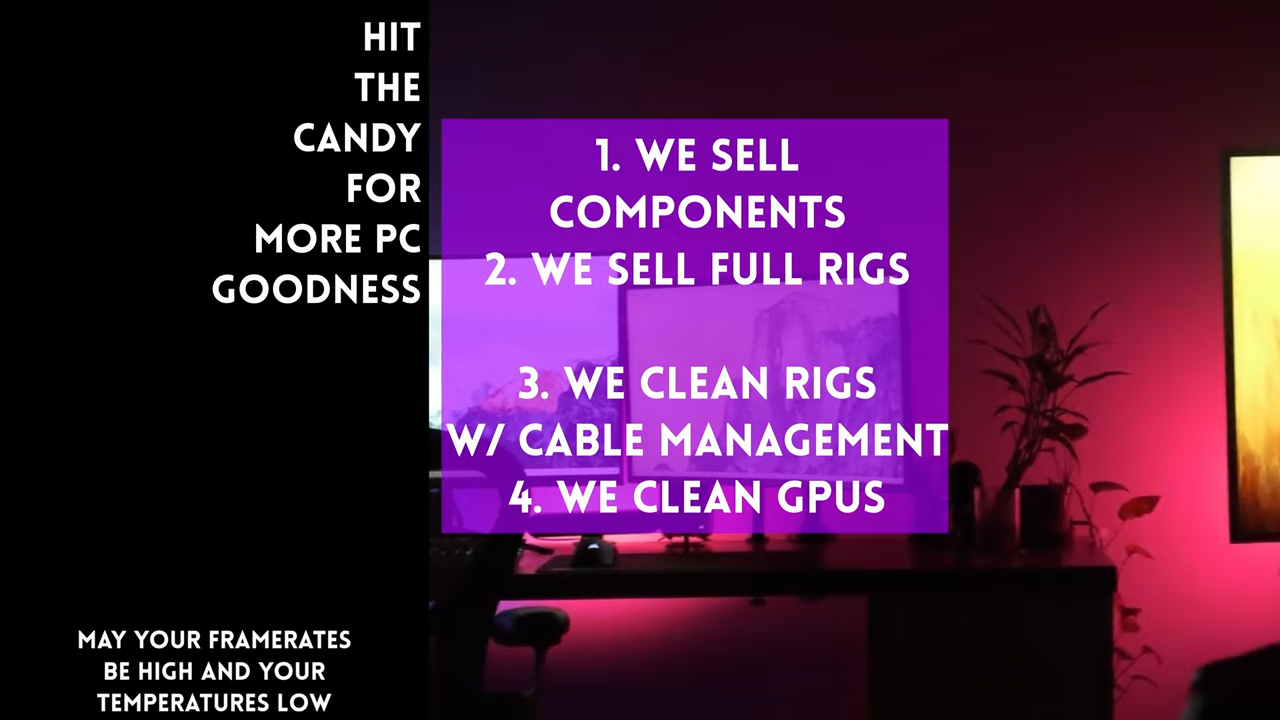 HIT
THE
CANDY
FOR
MORE PC
GOODNESS
1. WE SELL
COMPONENTS
2. WE SELL FULL RIGS
3. WE CLEAN RIGS
W/ CABLE MANAGEMENT
4. WE CLEAN GPUS
MAY YOUR FRAMERATES
BE HIGH AND YOUR
TEMPERATURES LOW